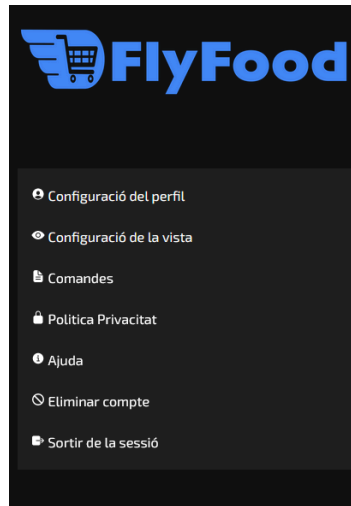 FlyFood
Configuració del perfil
Configuració de la vista
Comandes
Politica Privacitat
Ajuda
Eliminar compte
Sortir de la sessió